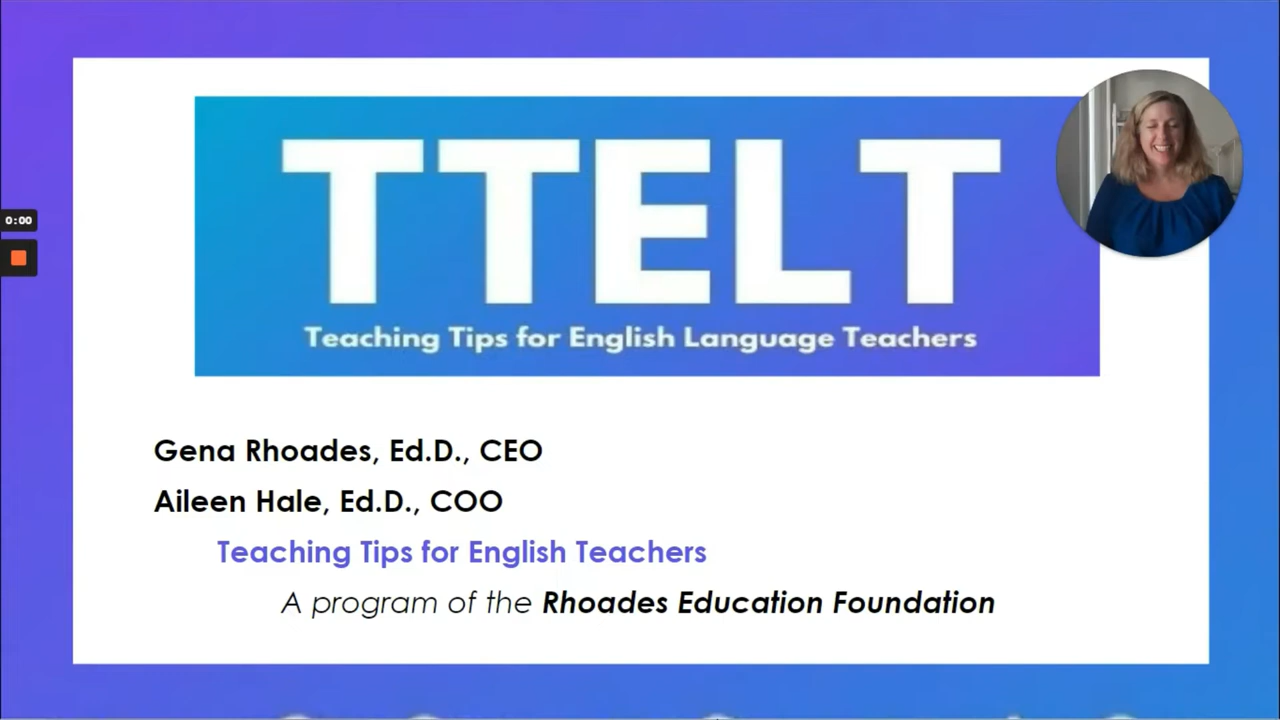 TTELT
Teaching Tips for English Language Teachers
0:00
Gena Rhoades, Ed.D., CEO
Aileen Hale, Ed.D., COO
Teaching Tips for English Teachers
A program of the Rhoades Education Foundation